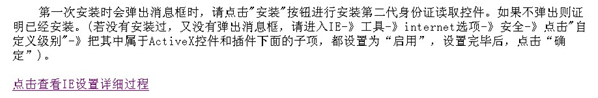 第一次安装时会弹出消息框时，请点击"安装"按钮进行安装第二代身份证读取控件。如果不弹出则证
明已经安装。(若没有安装过，又没有弹出消息框，请进入IE-》工具-》internet选项-》安全-》点击"自
定义级别"-》把其中属于ActiveX控件和插件下面的子项，都设置为“启用”，设置完毕后，点击“确
定”)。
点击查看IE设置详细过程